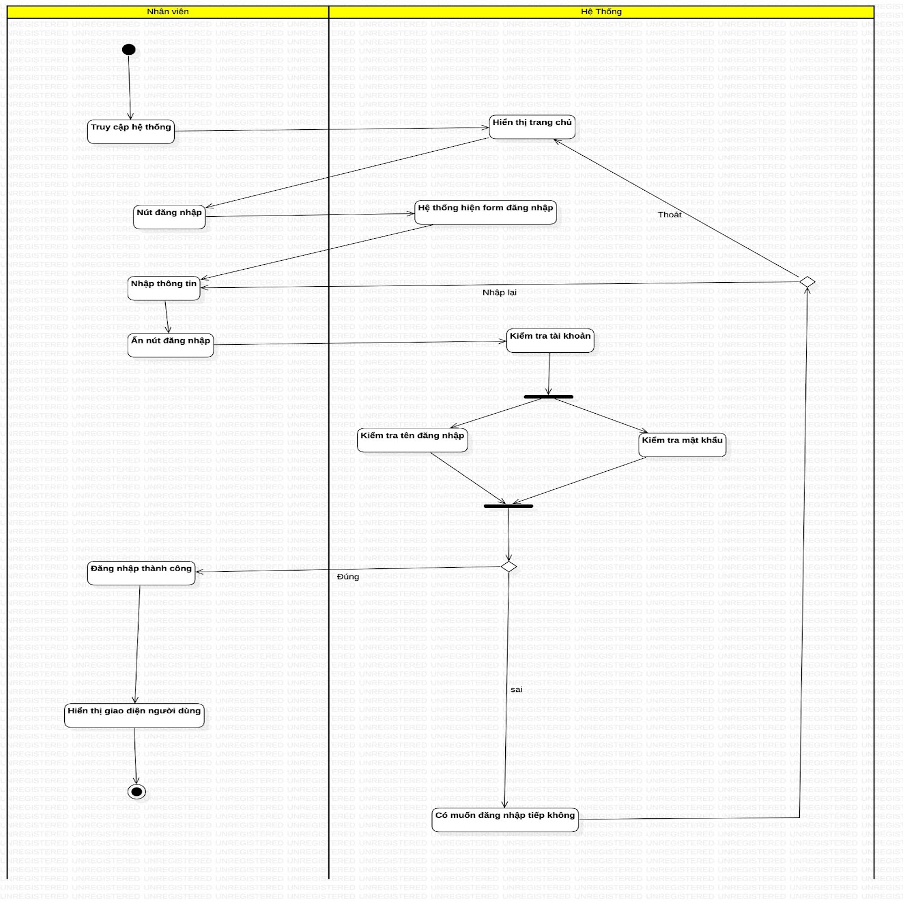 Nhân viên
Hệ Thống
Truy cập hệ thống
Hiển thị trang chủ
Nút đăng nhập
Hệ thống hiện form đăng nhập
Thoát
Nhập thông tin
Nhập lại
Ấn nút đăng nhập
Kiểm tra tài khoản
Kiểm tra tên đăng nhập
Kiểm tra mật khẩu
Đăng nhập thành công
Đúng
sai
Hiển thị giao diện người dùng
Có muốn đăng nhập tiếp không
UNREGISTERED